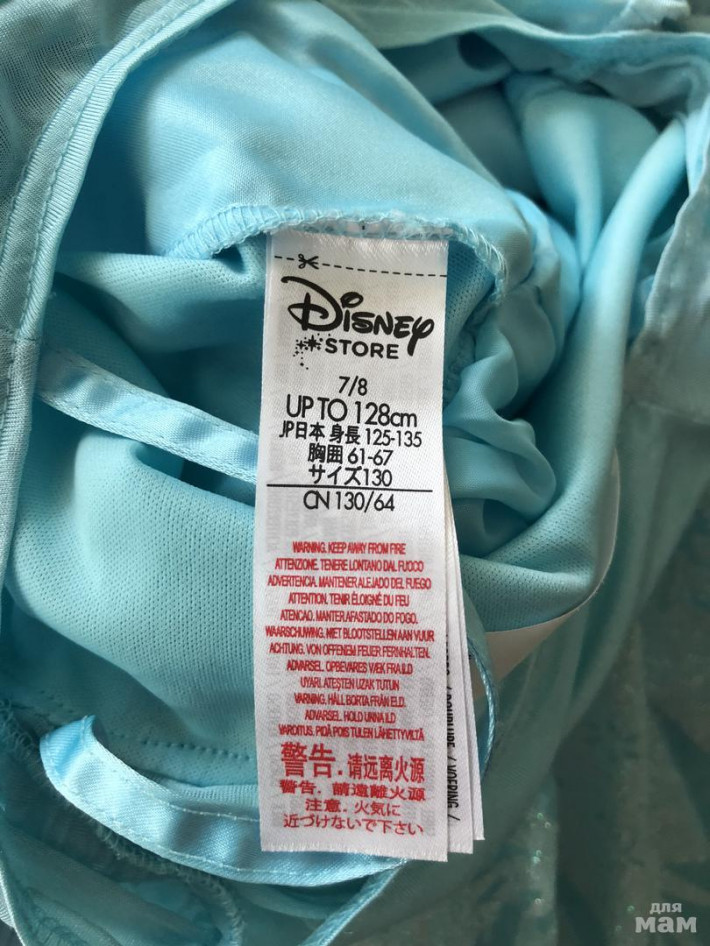 Disney
STORE
7/8
UP TO 128cm
JP日本 身長 125-135
胸囲 61-67
サイズ130
CN 130/64
WARNING. KEEP AWAY FROM FIRE
ATTENZIONE. TENERE LONTANO DAL FUOCO
ADVERTENCIA. MANTENER ALEJADO DEL FUEGO
ATTENTION. TENIR ÉLOIGNÉ DU FEU
ATENCAO. MANTER AFASTADO DO FOGO.
WAARSCHUWING. NIET BLOOTSTELLEN AAN VUUR
ACHTUNG. VON OFFENEM FEUER FERNHALTEN.
ADVARSEL. OPBEVARES VÆK FRA ILD
UYARI. ATEŞTEN UZAK TUTUN
VARNING: HÅLL BORTA FRÅN ELD.
ADVARSEL. HOLD UNNA ILD
VAROITUS. PIDÄ POIS TULEN LÄHETTYVILTÄ
警告.请远离火源
警告. 請遠離火源
注意. 火気に
近づけないで下さい
/ VOERING /
для
мам